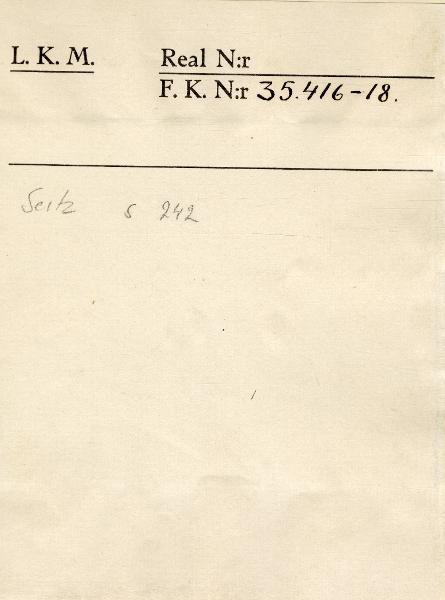 L. K. M.
Real N:r
F. K. N:r 35.416-18.
Seitz s 242